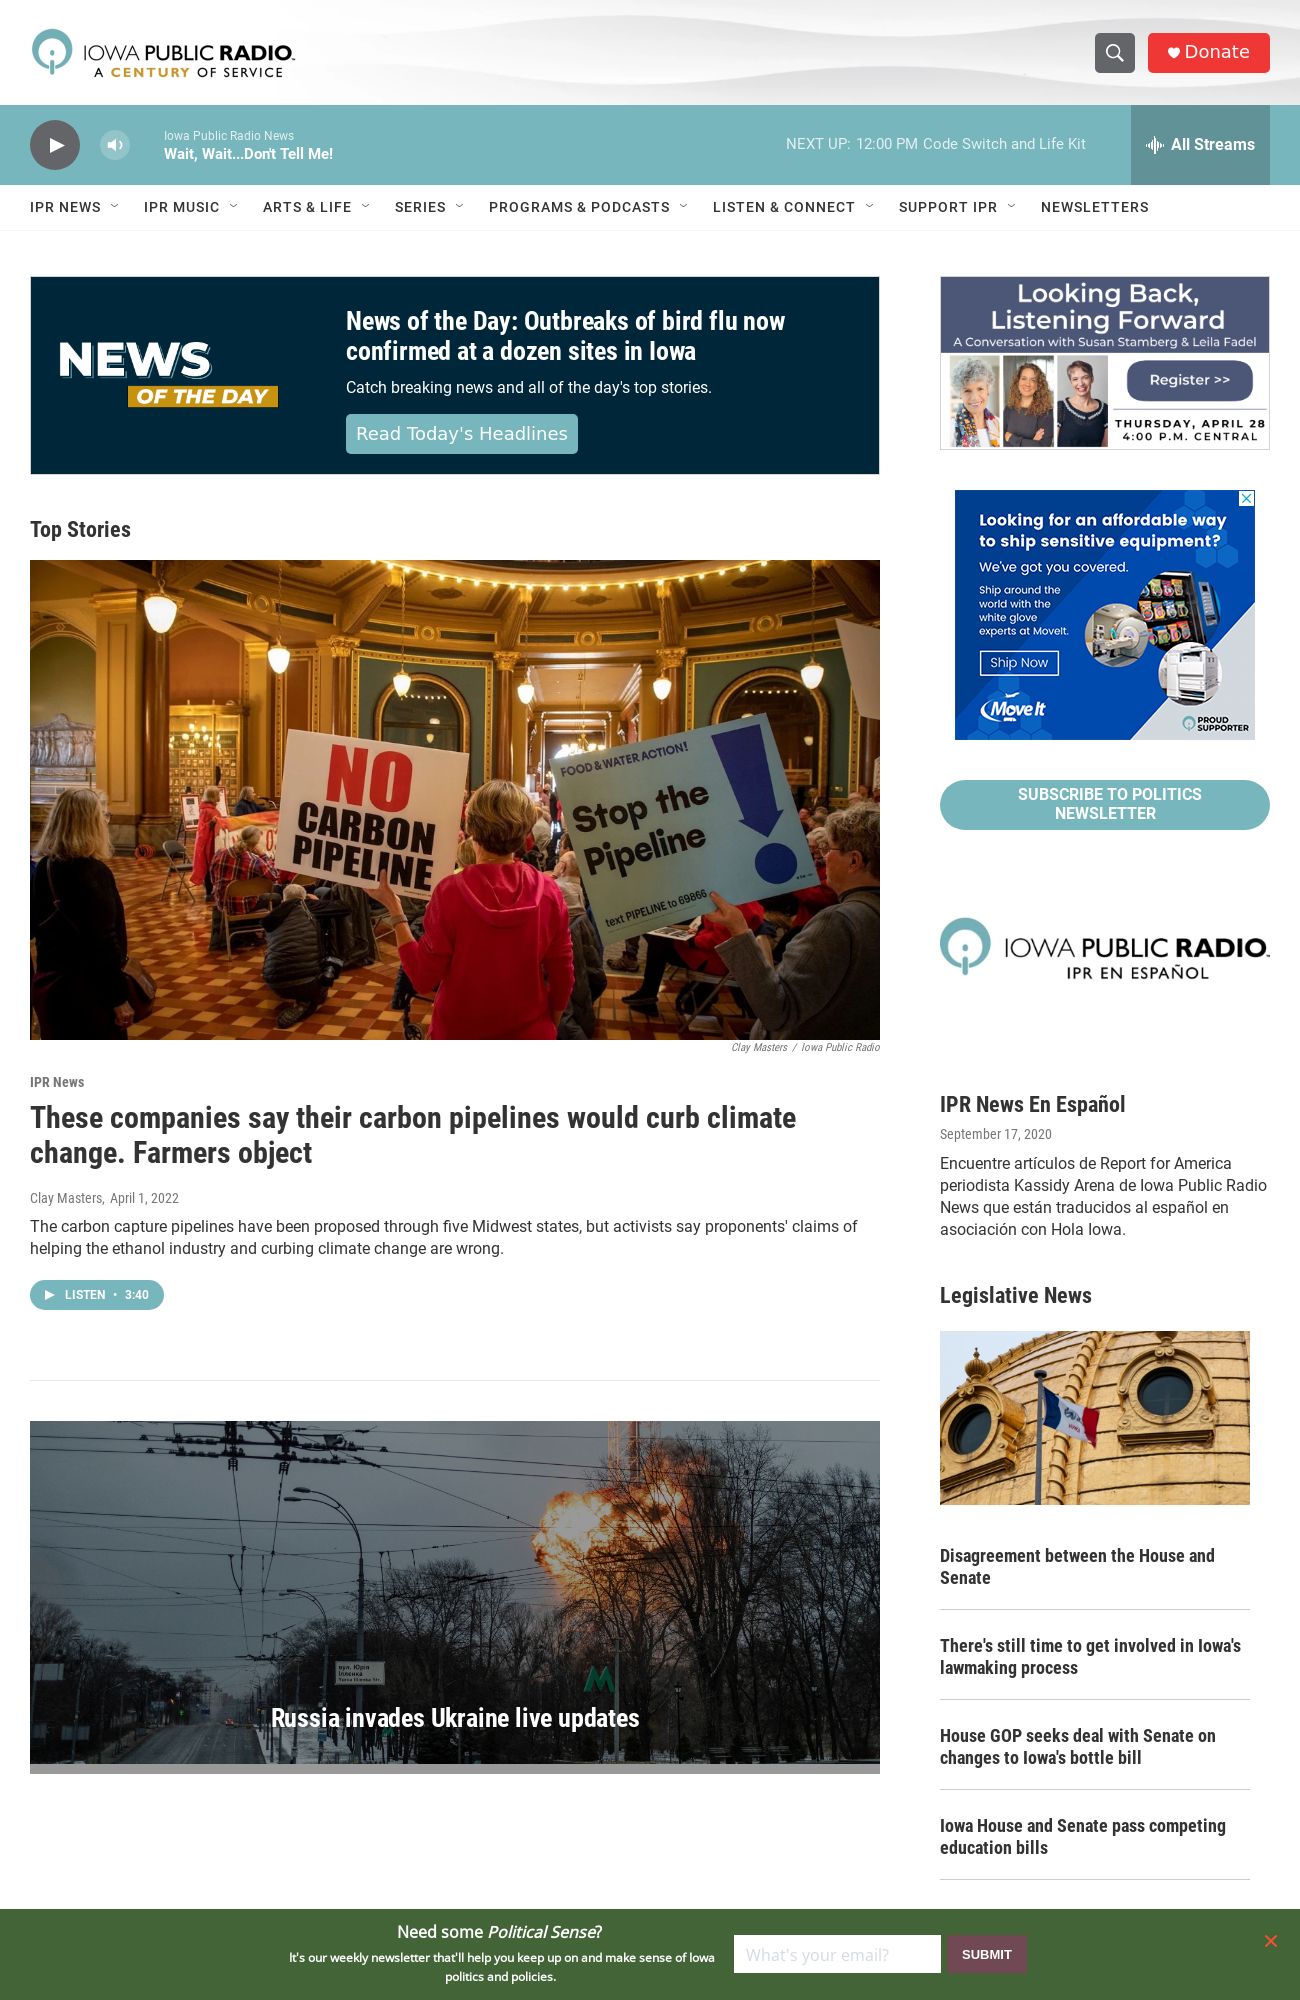 IOWA PUBLIC RADIO.
A CENTURY OF SERVICE
Donate
Iowa Public Radio News
Wait, Wait...Don't Tell Me!
NEXT UP: 12:00 PM Code Switch and Life Kit
All Streams
IPR NEWS
IPR MUSIC
ARTS & LIFE
SERIES
PROGRAMS & PODCASTS
LISTEN & CONNECT
SUPPORT IPR
NEWSLETTERS
NEWS
OF THE DAY
News of the Day: Outbreaks of bird flu now
confirmed at a dozen sites in Iowa
Catch breaking news and all of the day's top stories.
Read Today's Headlines
Top Stories
NO
CARBON
PIPELINE
FOOD & WATER ACTION!
Stop the
Pipeline
text PIPELINE to 69866
Clay Masters / Iowa Public Radio
IPR News
These companies say their carbon pipelines would curb climate
change. Farmers object
Clay Masters, April 1, 2022
The carbon capture pipelines have been proposed through five Midwest states, but activists say proponents' claims of
helping the ethanol industry and curbing climate change are wrong.
LISTEN • 3:40
Russia invades Ukraine live updates
Looking Back,
Listening Forward
A Conversation with Susan Stamberg & Leila Fadel
Register >>
THURSDAY, APRIL 28
4:00 P.M. CENTRAL
Looking for an affordable way
to ship sensitive equipment?
We've got you covered.
Ship around the
world with the
white glove
experts at MoveIt.
Ship Now
Move It
PROUD
SUPPORTER
SUBSCRIBE TO POLITICS
NEWSLETTER
IOWA PUBLIC RADIO.
IPR EN ESPAÑOL
IPR News En Español
September 17, 2020
Encuentre artículos de Report for America
periodista Kassidy Arena de Iowa Public Radio
News que están traducidos al español en
asociación con Hola Iowa.
Legislative News
Disagreement between the House and
Senate
There's still time to get involved in Iowa's
lawmaking process
House GOP seeks deal with Senate on
changes to Iowa's bottle bill
Iowa House and Senate pass competing
education bills
Need some Political Sense?
It's our weekly newsletter that'll help you keep up on and make sense of Iowa
politics and policies.
What's your email?
SUBMIT